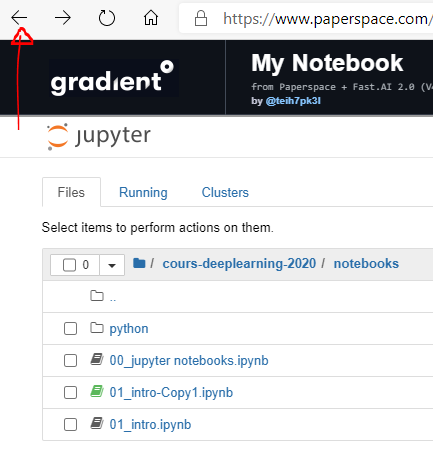 https://www.paperspace.com/
gradient
My Notebook
from Paperspace + Fast.AI 2.0 (V4
by @teih7pk3l
jupyter
Files
Running
Clusters
Select items to perform actions on them.
0
/ cours-deeplearning-2020 / notebooks
..
python
00_jupyter notebooks.ipynb
01_intro-Copy1.ipynb
01_intro.ipynb